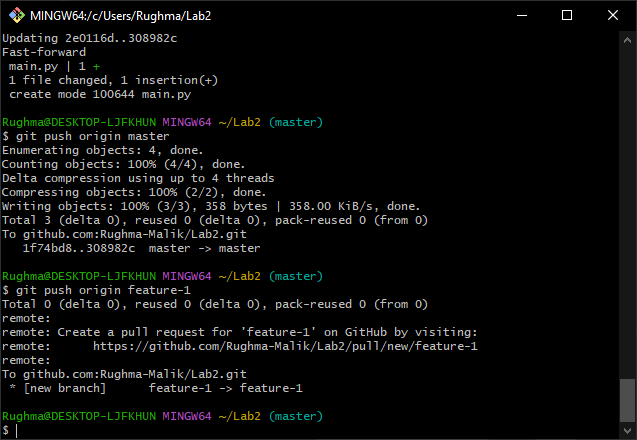 MINGW64:/c/Users/Rughma/Lab2
Updating 2e0116d..308982c
Fast-forward
 main.py | 1 +
 1 file changed, 1 insertion(+)
 create mode 100644 main.py
Rughma@DESKTOP-LJFKHUN MINGW64 ~/Lab2 (master)
$ git push origin master
Enumerating objects: 4, done.
Counting objects: 100% (4/4), done.
Delta compression using up to 4 threads
Compressing objects: 100% (2/2), done.
Writing objects: 100% (3/3), 358 bytes | 358.00 KiB/s, done.
Total 3 (delta 0), reused 0 (delta 0), pack-reused 0 (from 0)
To github.com:Rughma-Malik/Lab2.git
   1f74bd8..308982c  master -> master
Rughma@DESKTOP-LJFKHUN MINGW64 ~/Lab2 (master)
$ git push origin feature-1
Total 0 (delta 0), reused 0 (delta 0), pack-reused 0 (from 0)
remote:
remote: Create a pull request for 'feature-1' on GitHub by visiting:
remote:      https://github.com/Rughma-Malik/Lab2/pull/new/feature-1
remote:
To github.com:Rughma-Malik/Lab2.git
 * [new branch]      feature-1 -> feature-1
Rughma@DESKTOP-LJFKHUN MINGW64 ~/Lab2 (master)
$